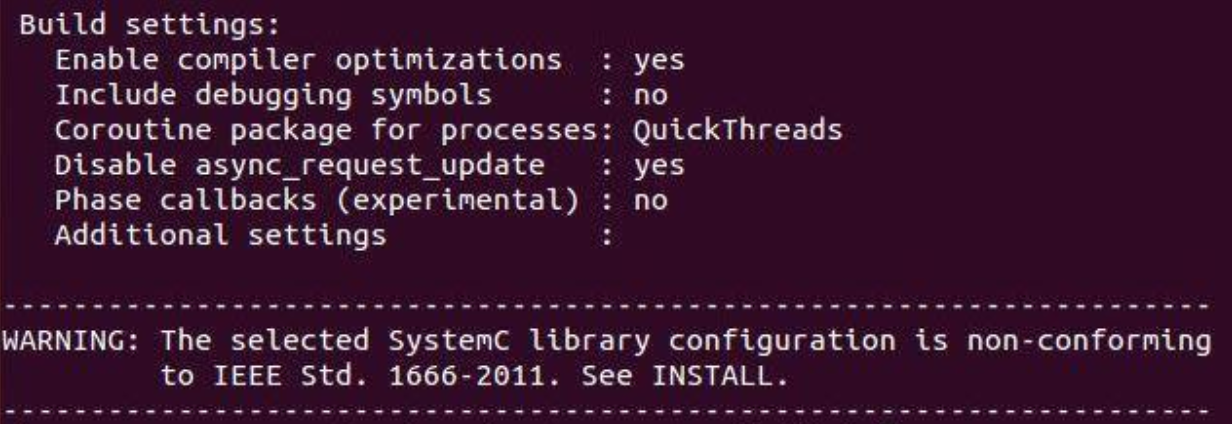 Build settings:
Enable compiler optimizations : yes
Include debugging symbols : no
Coroutine package for processes: QuickThreads
Disable async_request_update : yes
Phase callbacks (experimental) : no
Additional settings :
----------------------------------------------------------------------
WARNING: The selected SystemC library configuration is non-conforming
to IEEE Std. 1666-2011. See INSTALL.
----------------------------------------------------------------------